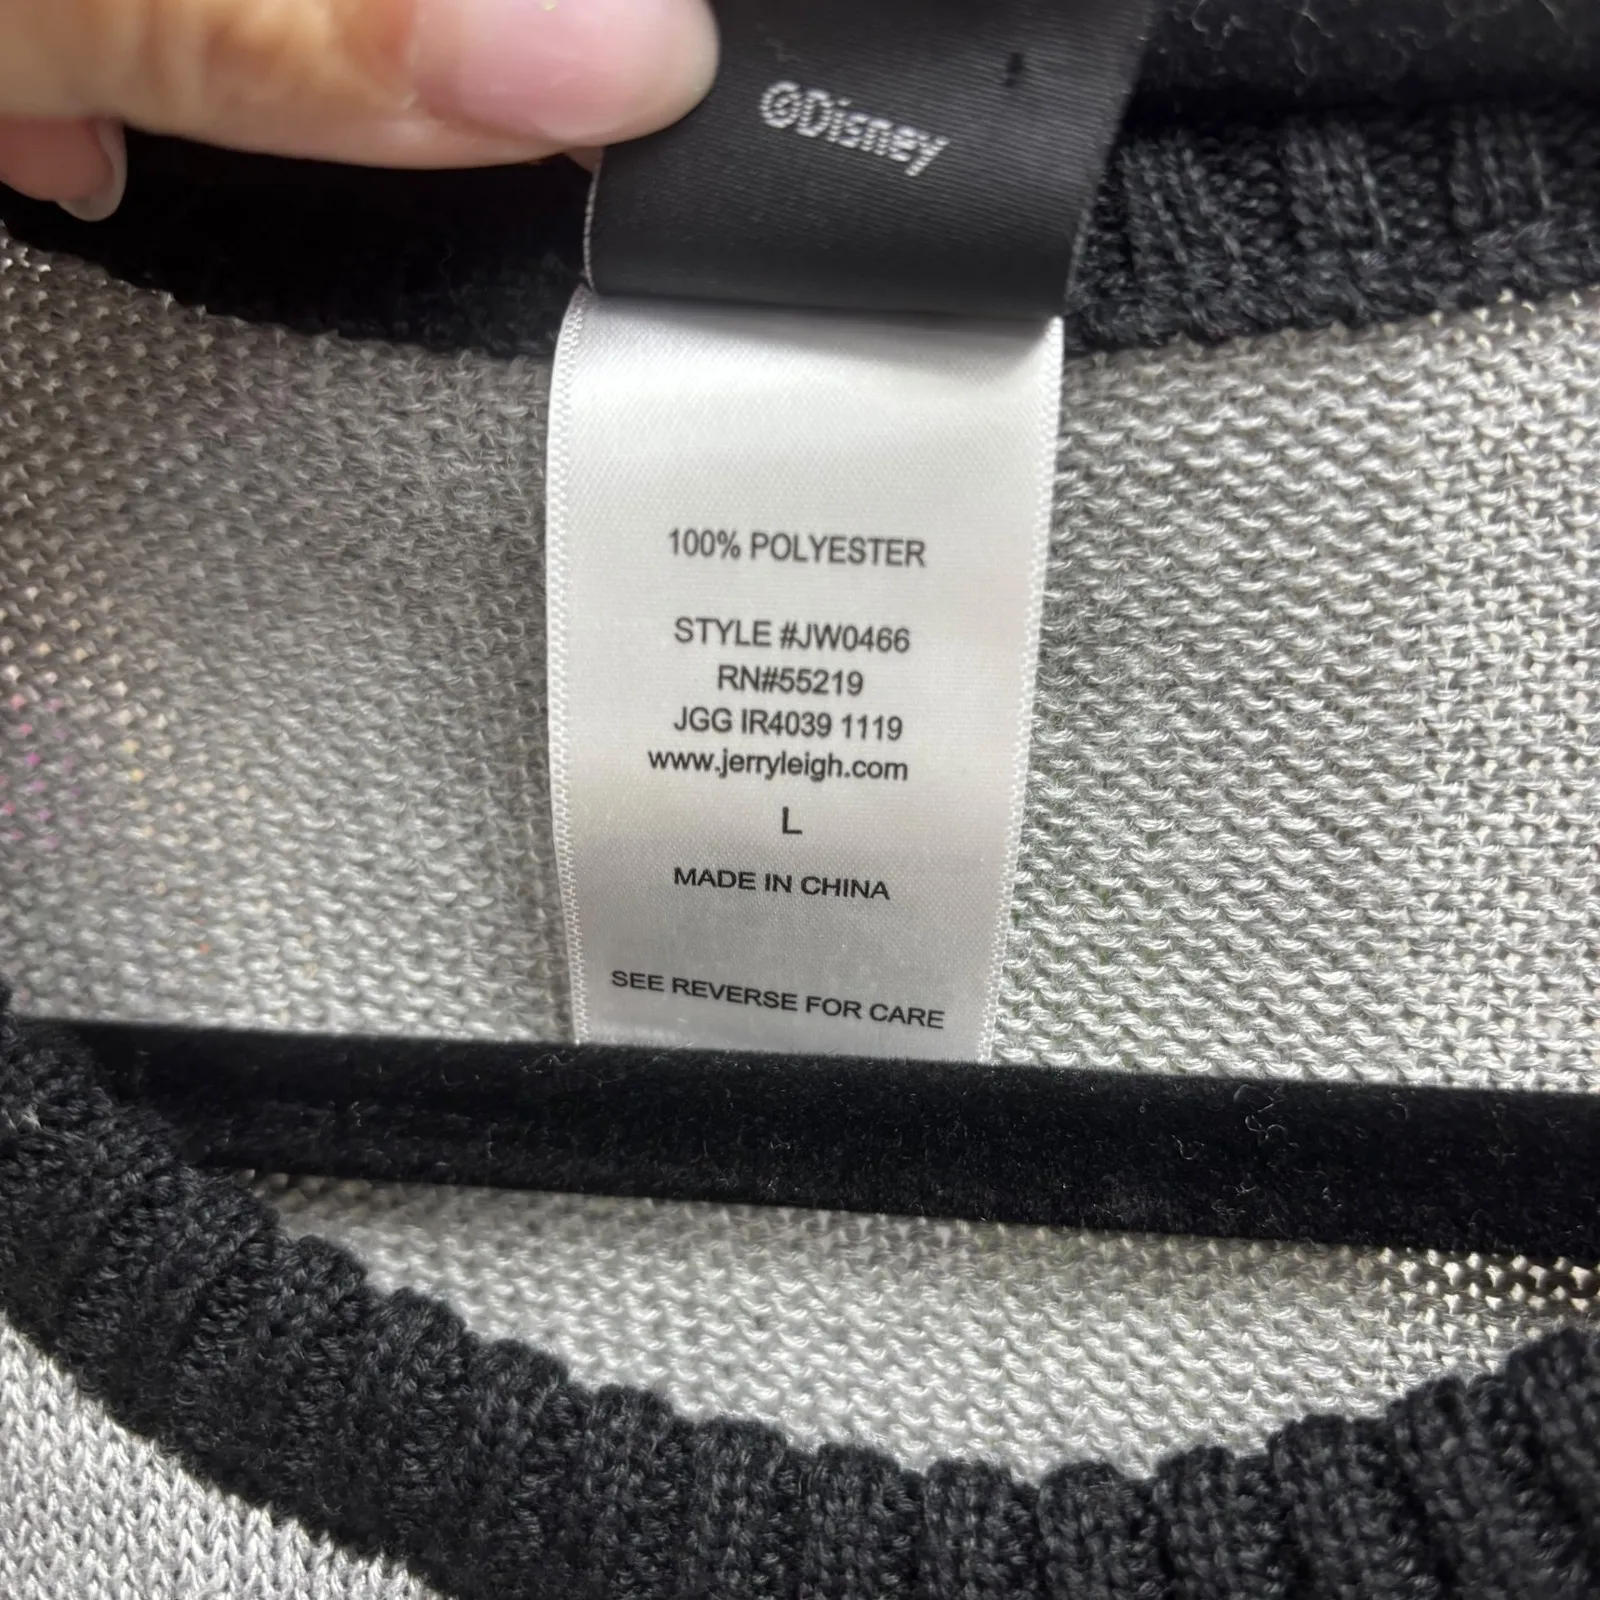 ©Disney
100% POLYESTER
STYLE #JW0466
RN#55219
JGG IR4039 1119
www.jerryleigh.com
L
MADE IN CHINA
SEE REVERSE FOR CARE